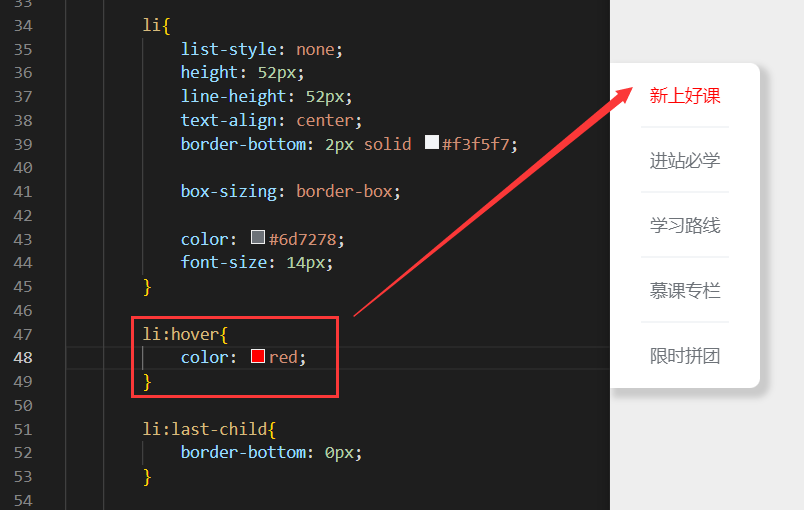 33
34 li{
35 list-style: none;
36 height: 52px;
37 line-height: 52px;
38 text-align: center;
39 border-bottom: 2px solid #f3f5f7;
40
41 box-sizing: border-box;
42
43 color: #6d7278;
44 font-size: 14px;
45 }
46
47 li:hover{
48 color: red;
49 }
50
51 li:last-child{
52 border-bottom: 0px;
53 }
54
新上好课
进站必学
学习路线
慕课专栏
限时拼团